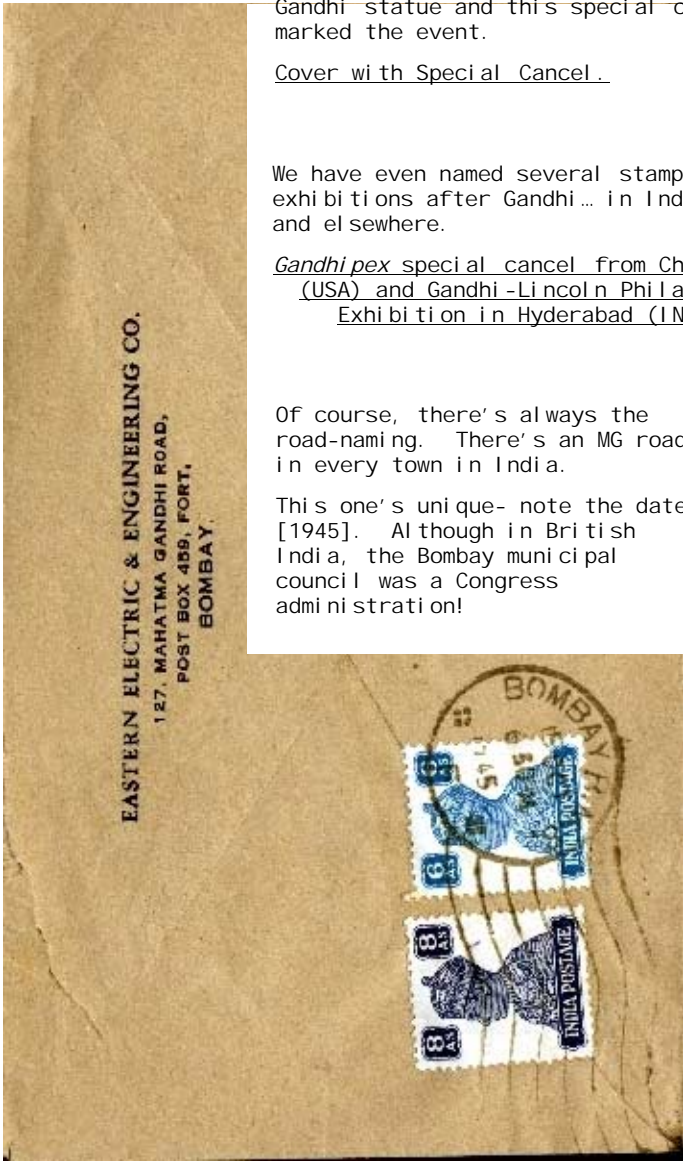 Gandhi statue and this special
marked the event.
Cover with Special Cancel.
We have even named several stamp
exhibitions after Gandhi… in Ind
and elsewhere.
Gandhipex special cancel from Ch
(USA) and Gandhi-Lincoln Phila
Exhibition in Hyderabad (IN
Of course, there's always the
road-naming. There's an MG road
in every town in India.
This one's unique- note the date
[1945]. Although in British
India, the Bombay municipal
council was a Congress
administration!
EASTERN ELECTRIC & ENGINEERING CO.
127, MAHATMA GANDHI ROAD,
POST BOX 459, FORT,
BOMBAY.
BOMBAY
45
6 AS
6 AS
INDIA POSTAGE
8 AS
8 AS
INDIA POSTAGE